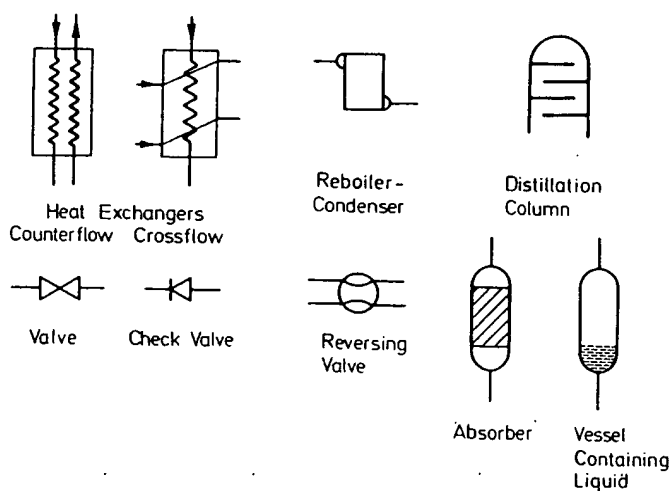 Heat Exchangers
Counterflow Crossflow
Reboiler-
Condenser
Distillation
Column
Valve
Check Valve
Reversing
Valve
Absorber
Vessel
Containing
Liquid